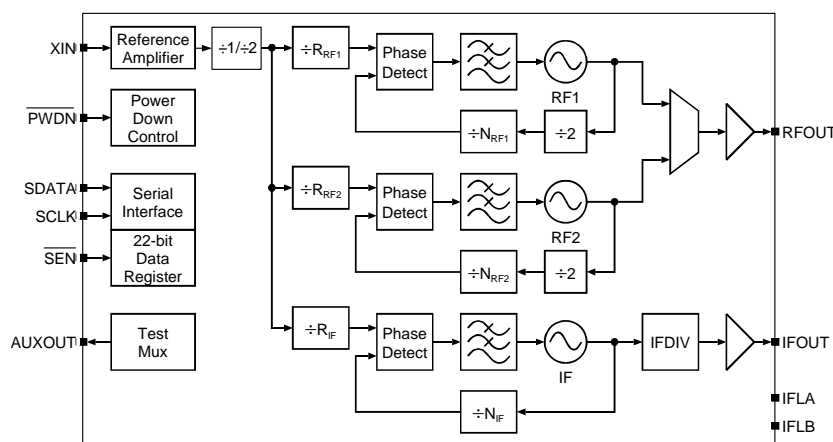 XIN
Reference
Amplifier
÷1/÷2
÷RRF1
Phase
Detect
RF1
÷NRF1
÷2
PWDN
Power
Down
Control
RFOUT
SDATA
SCLK
Serial
Interface
÷RRF2
Phase
Detect
RF2
÷NRF2
÷2
SEN
22-bit
Data
Register
AUXOUT
Test
Mux
÷RIF
Phase
Detect
IF
÷NIF
IFDIV
IFOUT
IFLA
IFLB